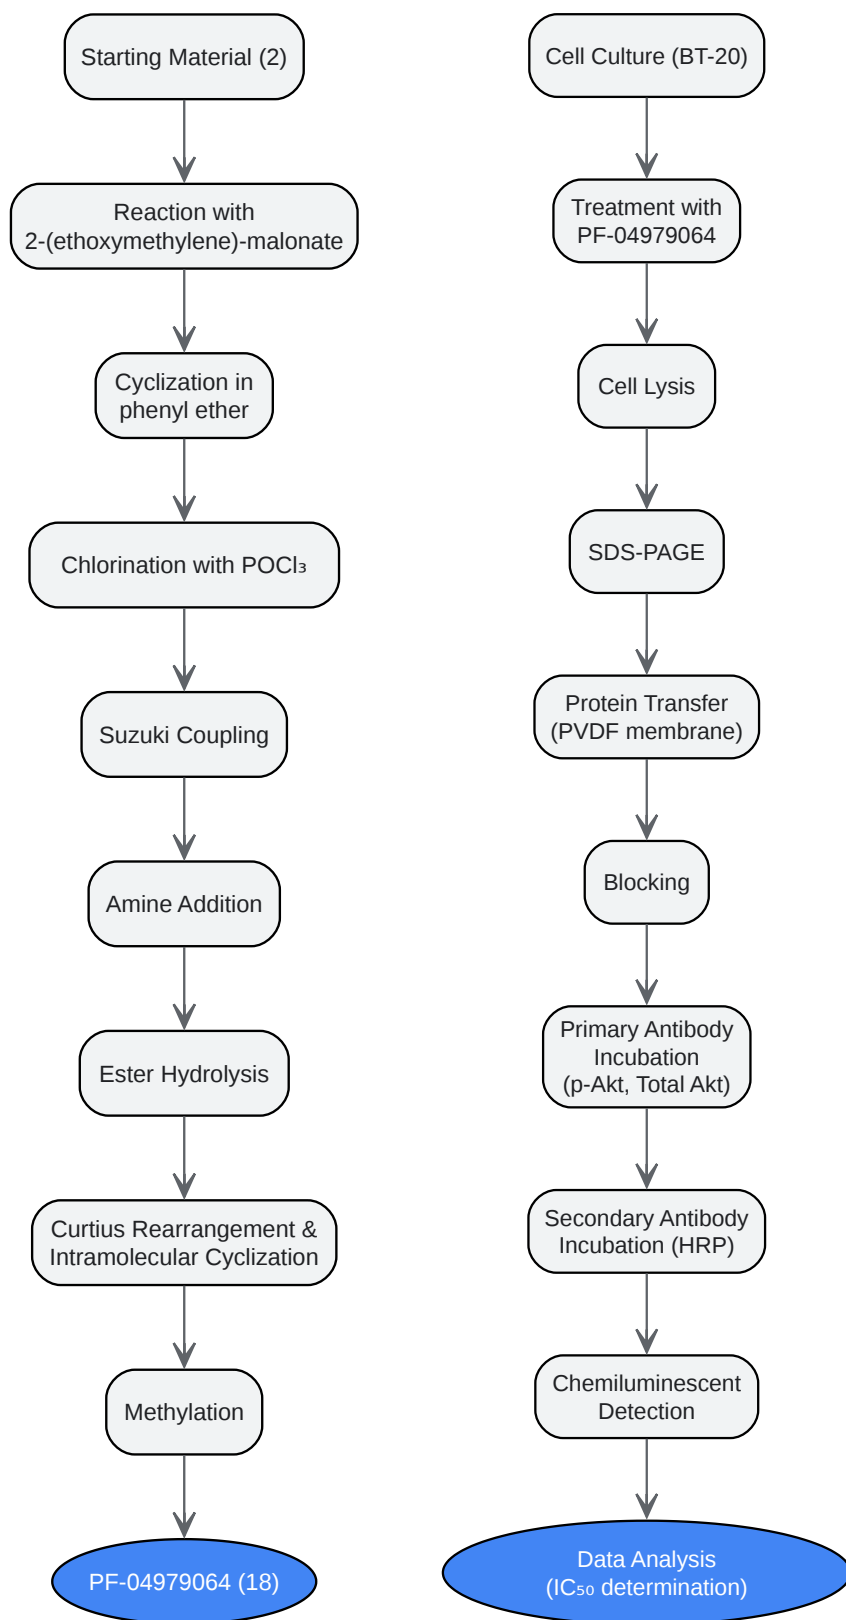 Starting Material (2)
Reaction with
2-(ethoxymethylene)-malonate
Cyclization in
phenyl ether
Chlorination with POCl₃
Suzuki Coupling
Amine Addition
Ester Hydrolysis
Curtius Rearrangement &
Intramolecular Cyclization
Methylation
PF-04979064 (18)
Cell Culture (BT-20)
Treatment with
PF-04979064
Cell Lysis
SDS-PAGE
Protein Transfer
(PVDF membrane)
Blocking
Primary Antibody
Incubation
(p-Akt, Total Akt)
Secondary Antibody
Incubation (HRP)
Chemiluminescent
Detection
Data Analysis
(IC₅₀ determination)